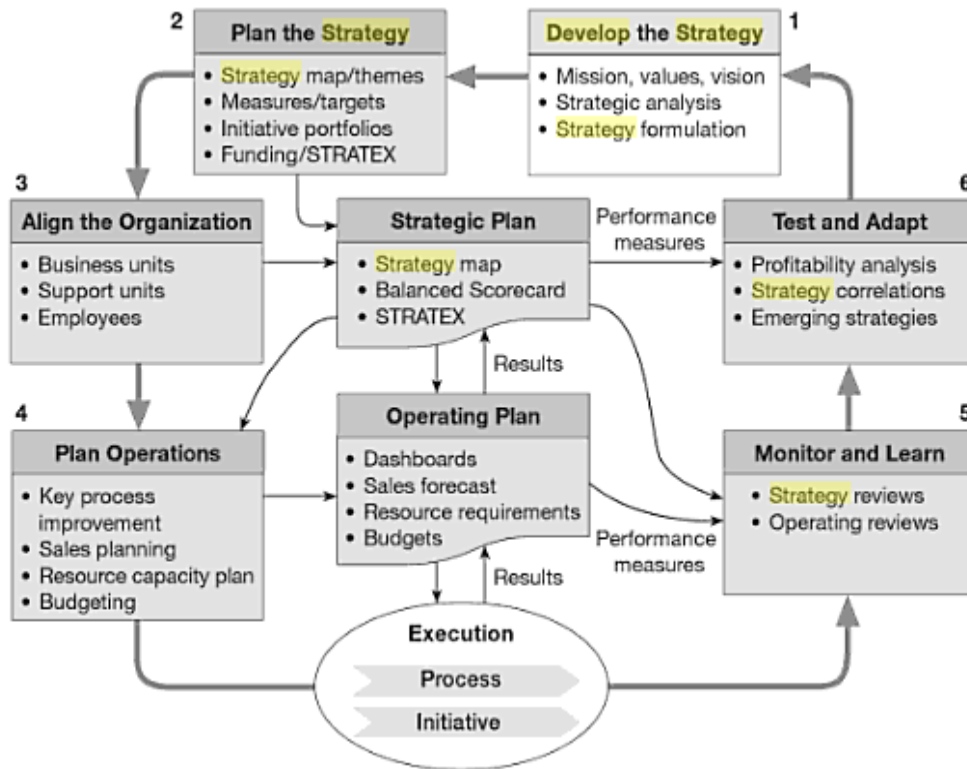 2
Plan the Strategy
• Strategy map/themes
• Measures/targets
• Initiative portfolios
• Funding/STRATEX
1
Develop the Strategy
• Mission, values, vision
• Strategic analysis
• Strategy formulation
3
Align the Organization
• Business units
• Support units
• Employees
Strategic Plan
• Strategy map
• Balanced Scorecard
• STRATEX
Performance
measures
6
Test and Adapt
• Profitability analysis
• Strategy correlations
• Emerging strategies
Results
4
Plan Operations
• Key process
improvement
• Sales planning
• Resource capacity plan
• Budgeting
Operating Plan
• Dashboards
• Sales forecast
• Resource requirements
• Budgets
Performance
measures
5
Monitor and Learn
• Strategy reviews
• Operating reviews
Results
Execution
Process
Initiative